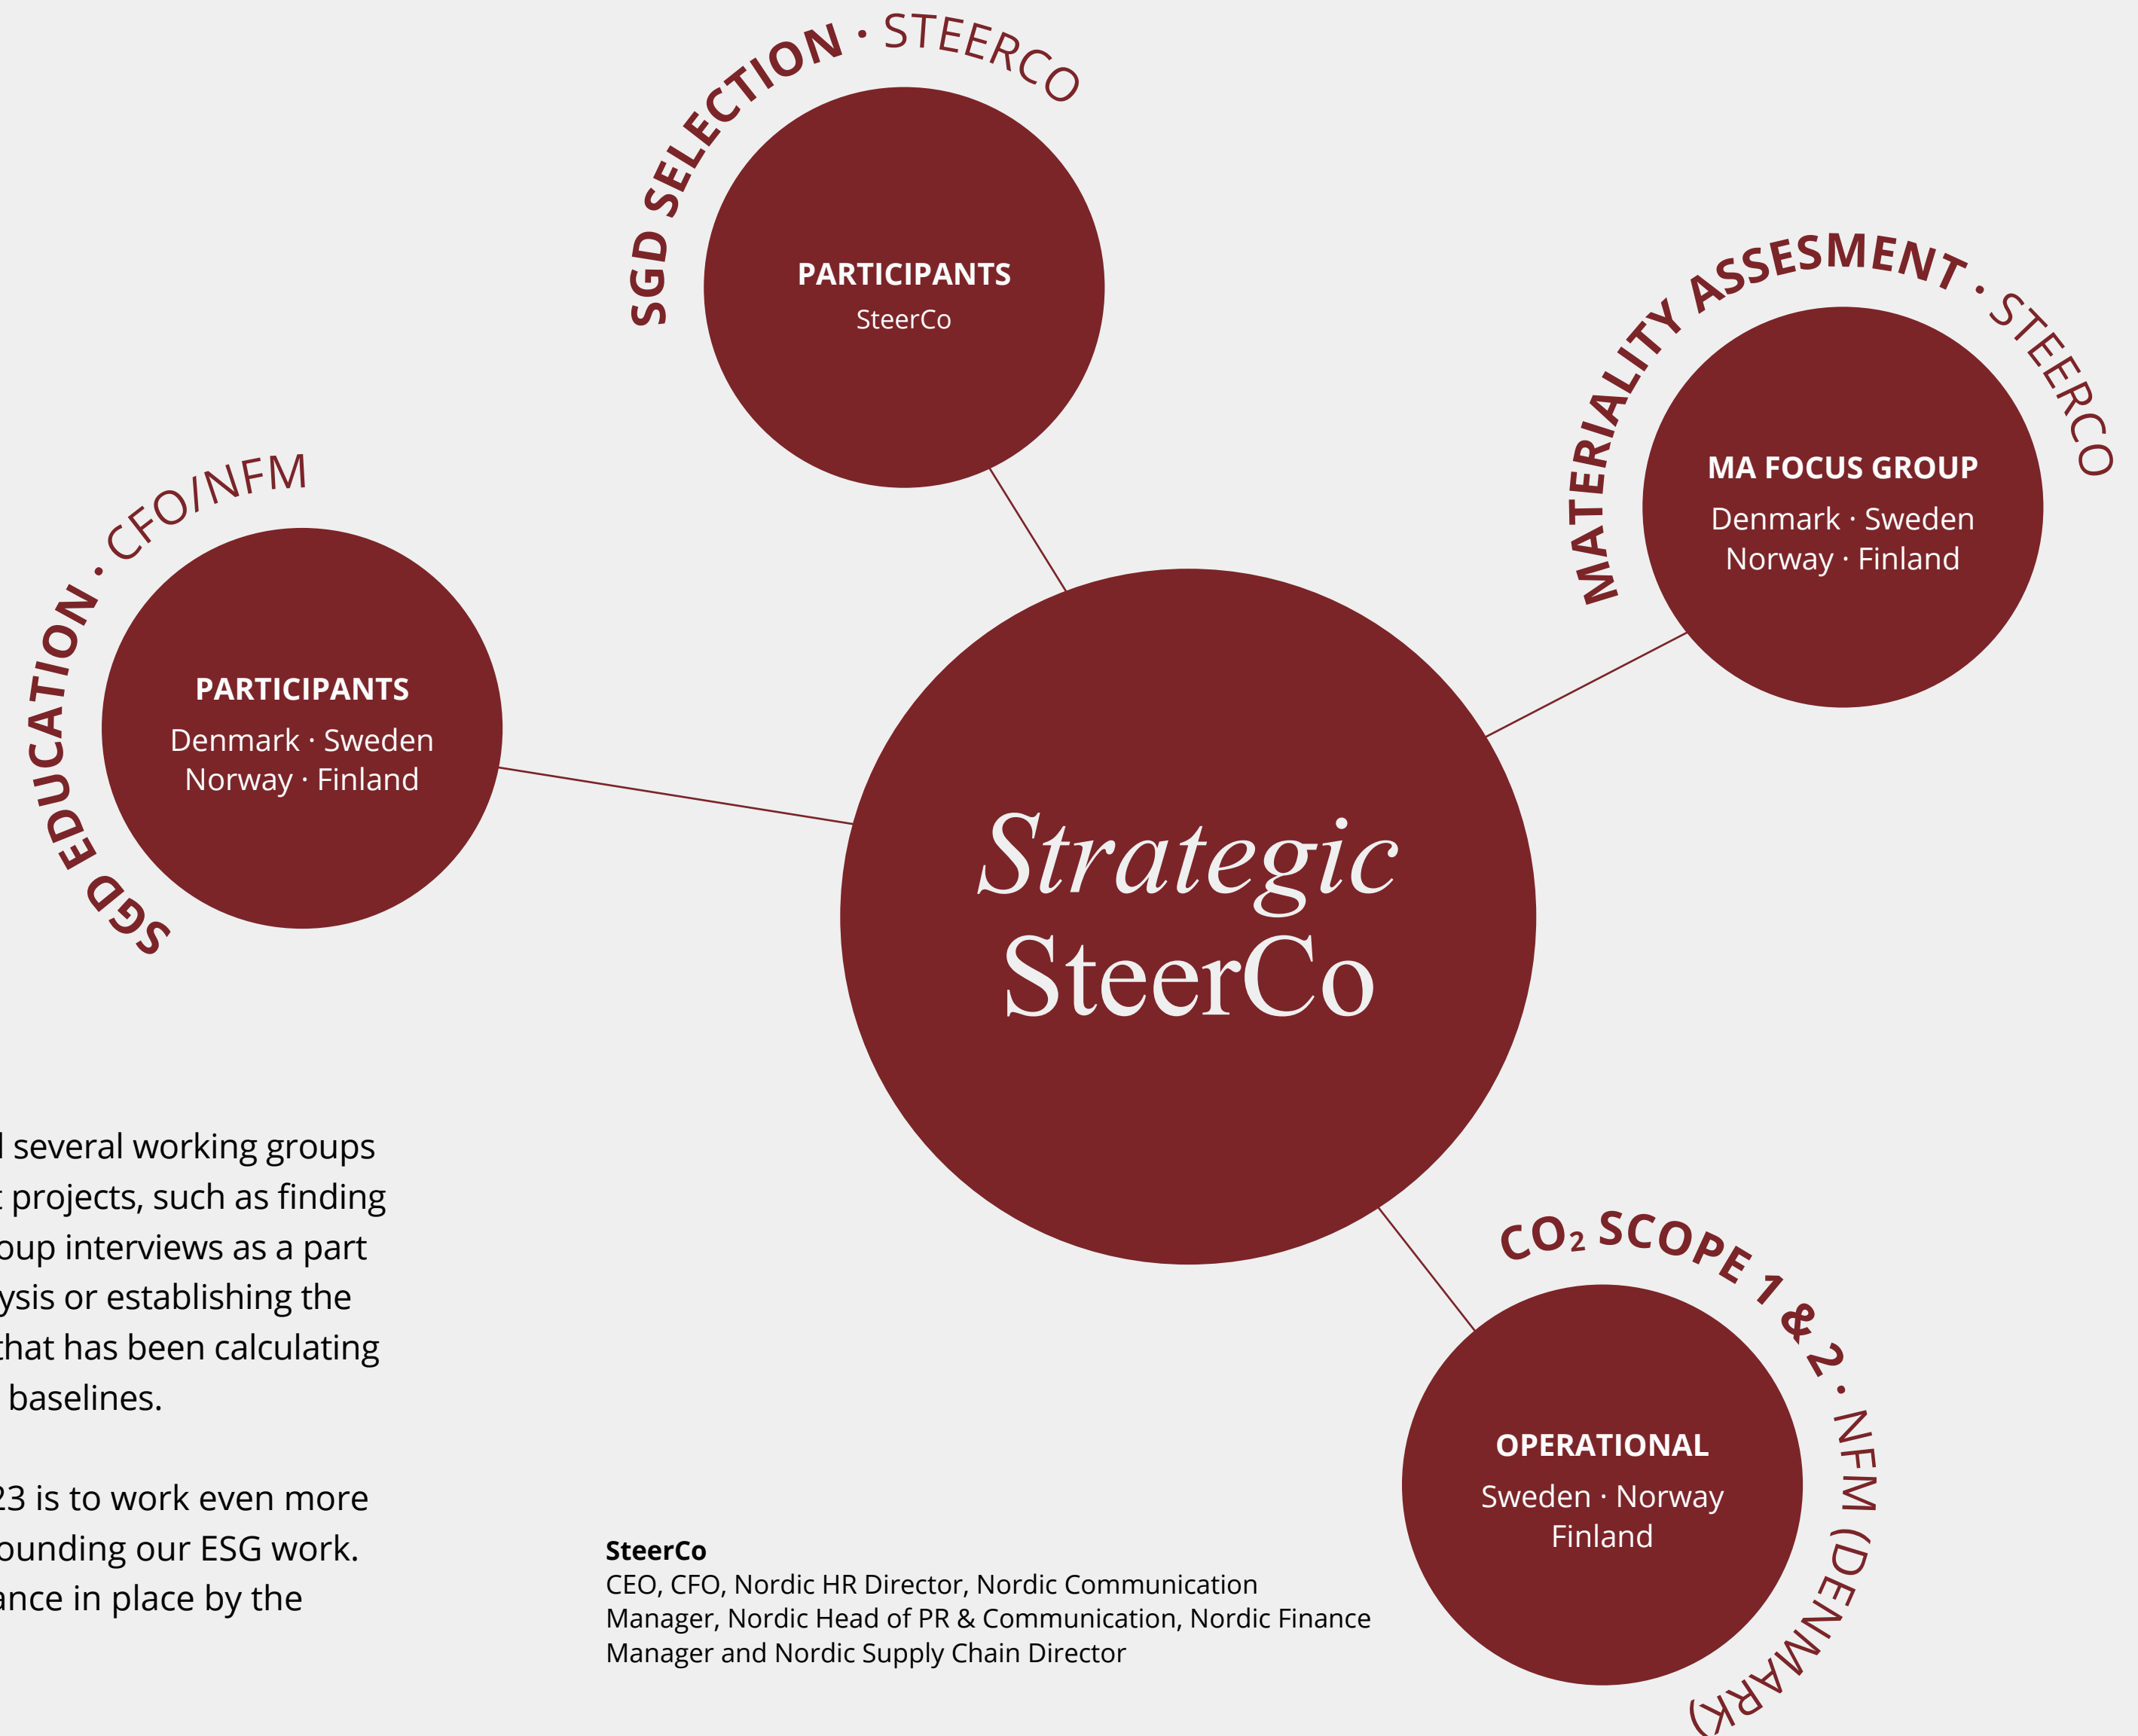 SGD SELECTION · STEERCO
PARTICIPANTS
SteerCo
MATERIALITY ASSESMENT · STEERCO
MA FOCUS GROUP
Denmark · Sweden
Norway · Finland
SGD EDUCATION · CFO/NFM
PARTICIPANTS
Denmark · Sweden
Norway · Finland
Strategic
SteerCo
several working groups
projects, such as finding
interviews as a part
or establishing the
that has been calculating
baselines.
23 is to work even more
our ESG work.
in place by the
CO₂ SCOPE 1 & 2 · NFM (DENMARK)
OPERATIONAL
Sweden · Norway
Finland
SteerCo
CEO, CFO, Nordic HR Director, Nordic Communication
Manager, Nordic Head of PR & Communication, Nordic Finance
Manager and Nordic Supply Chain Director